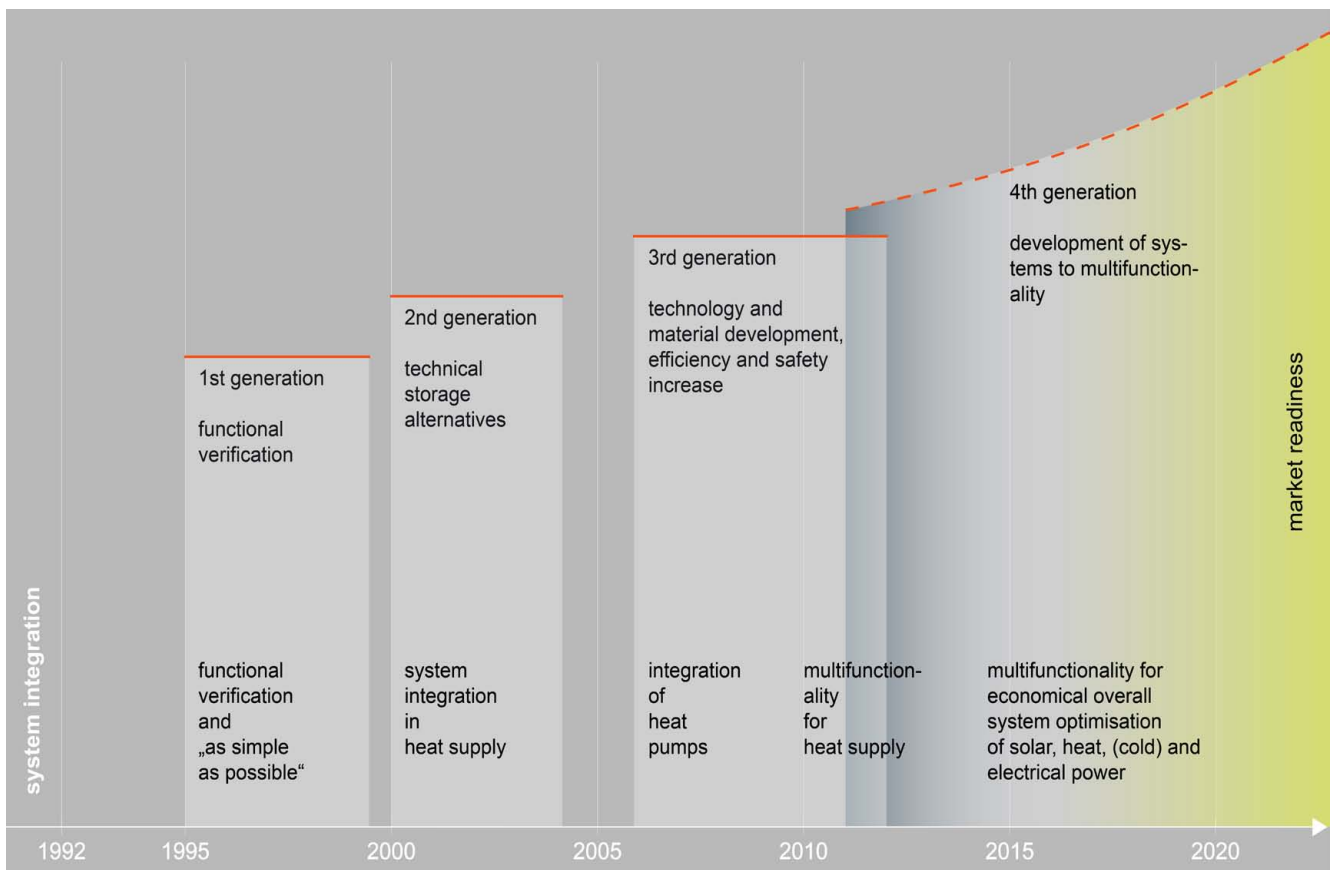 1st generation
functional
verification
2nd generation
technical
storage
alternatives
3rd generation
technology and
material development,
efficiency and safety
increase
4th generation
development of sys-
tems to multifunction-
ality
market readiness
system integration
functional
verification
and
„as simple
as possible“
system
integration
in
heat supply
integration
of
heat
pumps
multifunction-
ality
for
heat supply
multifunctionality for
economical overall
system optimisation
of solar, heat, (cold) and
electrical power
1992 1995 2000 2005 2010 2015 2020